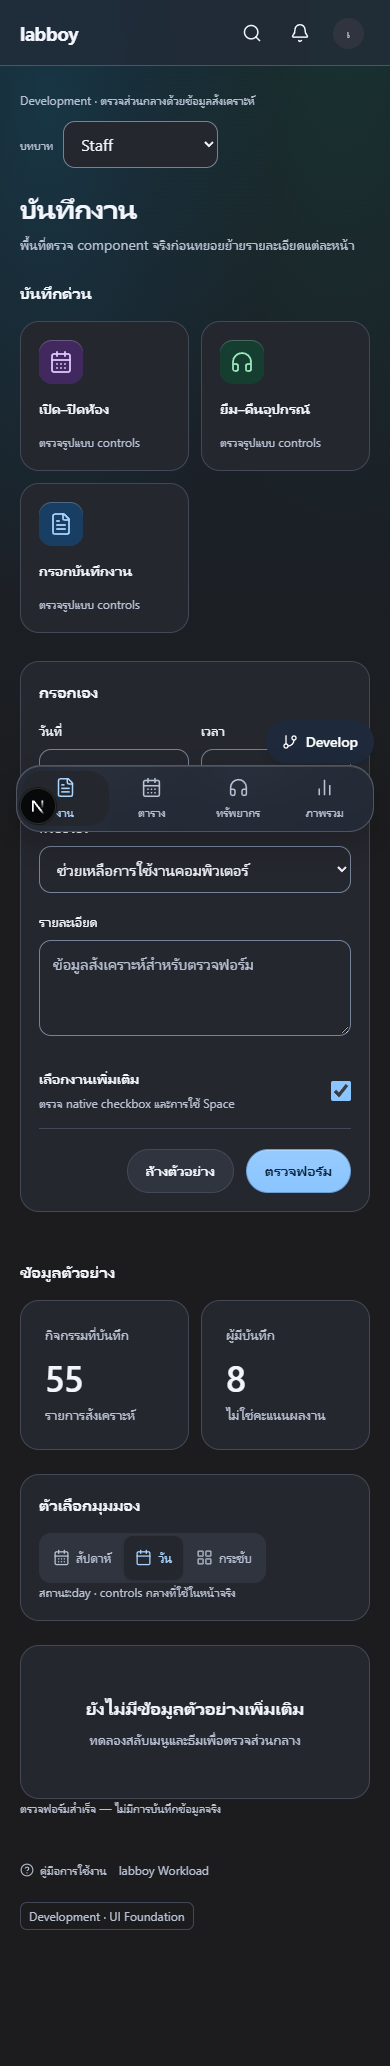 labboy
Development · ตรวจส่วนกลางด้วยข้อมูลสังเคราะห์
บทบาท
Staff
บันทึกงาน
พื้นที่ตรวจ component จริงก่อนทยอยย้ายรายละเอียดแต่ละหน้า
บันทึกด่วน
เปิด–ปิดห้อง
ตรวจรูปแบบ controls
ยืม–คืนอุปกรณ์
ตรวจรูปแบบ controls
กรอกบันทึกงาน
ตรวจรูปแบบ controls
กรอกเอง
วันที่
เวลา
Develop
N
งาน
ตาราง
ทรัพยากร
ภาพรวม
ช่วยเหลือการใช้งานคอมพิวเตอร์
รายละเอียด
ข้อมูลสังเคราะห์สำหรับตรวจฟอร์ม
เลือกงานเพิ่มเติม
ตรวจ native checkbox และการใช้ Space
ล้างตัวอย่าง
ตรวจฟอร์ม
ข้อมูลตัวอย่าง
กิจกรรมที่บันทึก
55
รายการสังเคราะห์
ผู้มีบันทึก
8
ไม่ใช่คะแนนผลงาน
ตัวเลือกมุมมอง
สัปดาห์
วัน
กระชับ
สถานะ:day · controls กลางที่ใช้ในหน้าจริง
ยังไม่มีข้อมูลตัวอย่างเพิ่มเติม
ทดลองสลับเมนูและธีมเพื่อตรวจส่วนกลาง
ตรวจฟอร์มสำเร็จ — ไม่มีการบันทึกข้อมูลจริง
คู่มือการใช้งาน
labboy Workload
Development · UI Foundation